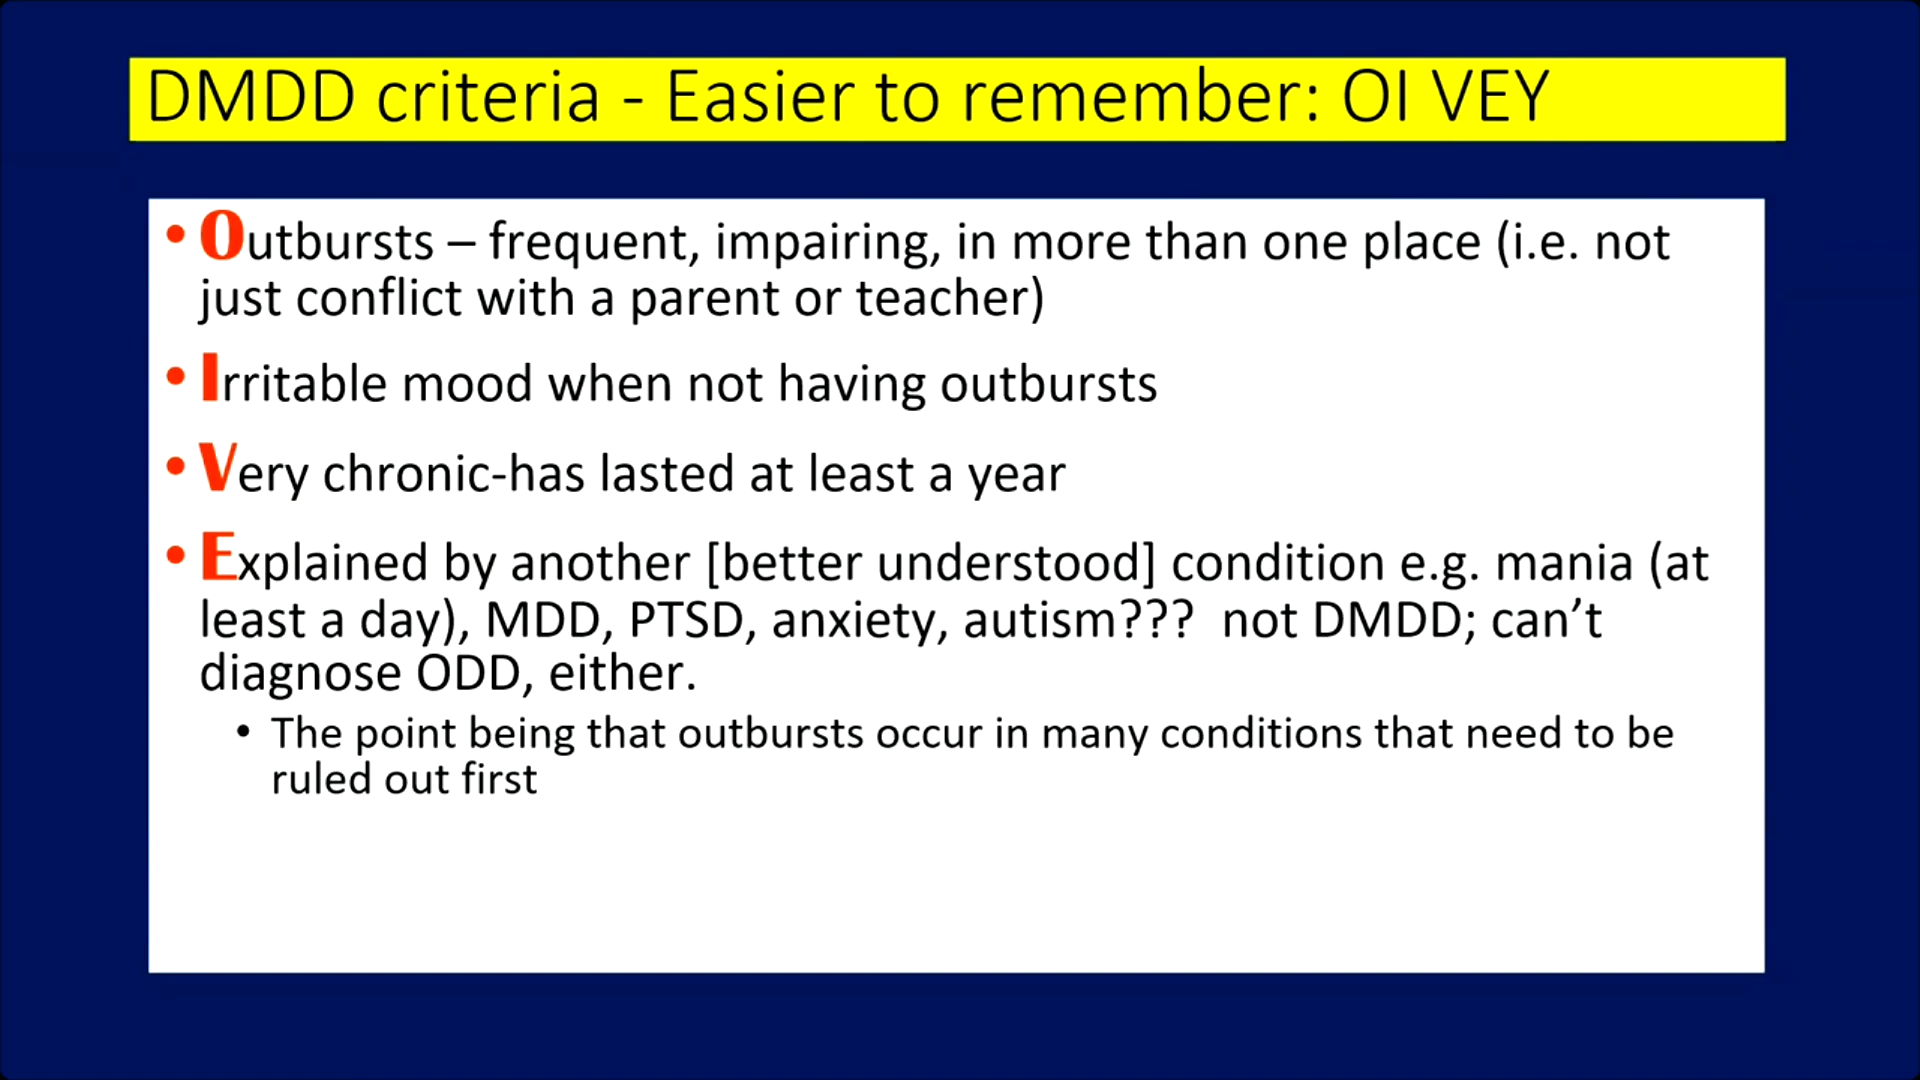 DMDD criteria - Easier to remember: OI VEY
• Outbursts – frequent, impairing, in more than one place (i.e. not
just conflict with a parent or teacher)
• Irritable mood when not having outbursts
• Very chronic-has lasted at least a year
• Explained by another [better understood] condition e.g. mania (at
least a day), MDD, PTSD, anxiety, autism???  not DMDD; can’t
diagnose ODD, either.
• The point being that outbursts occur in many conditions that need to be
ruled out first